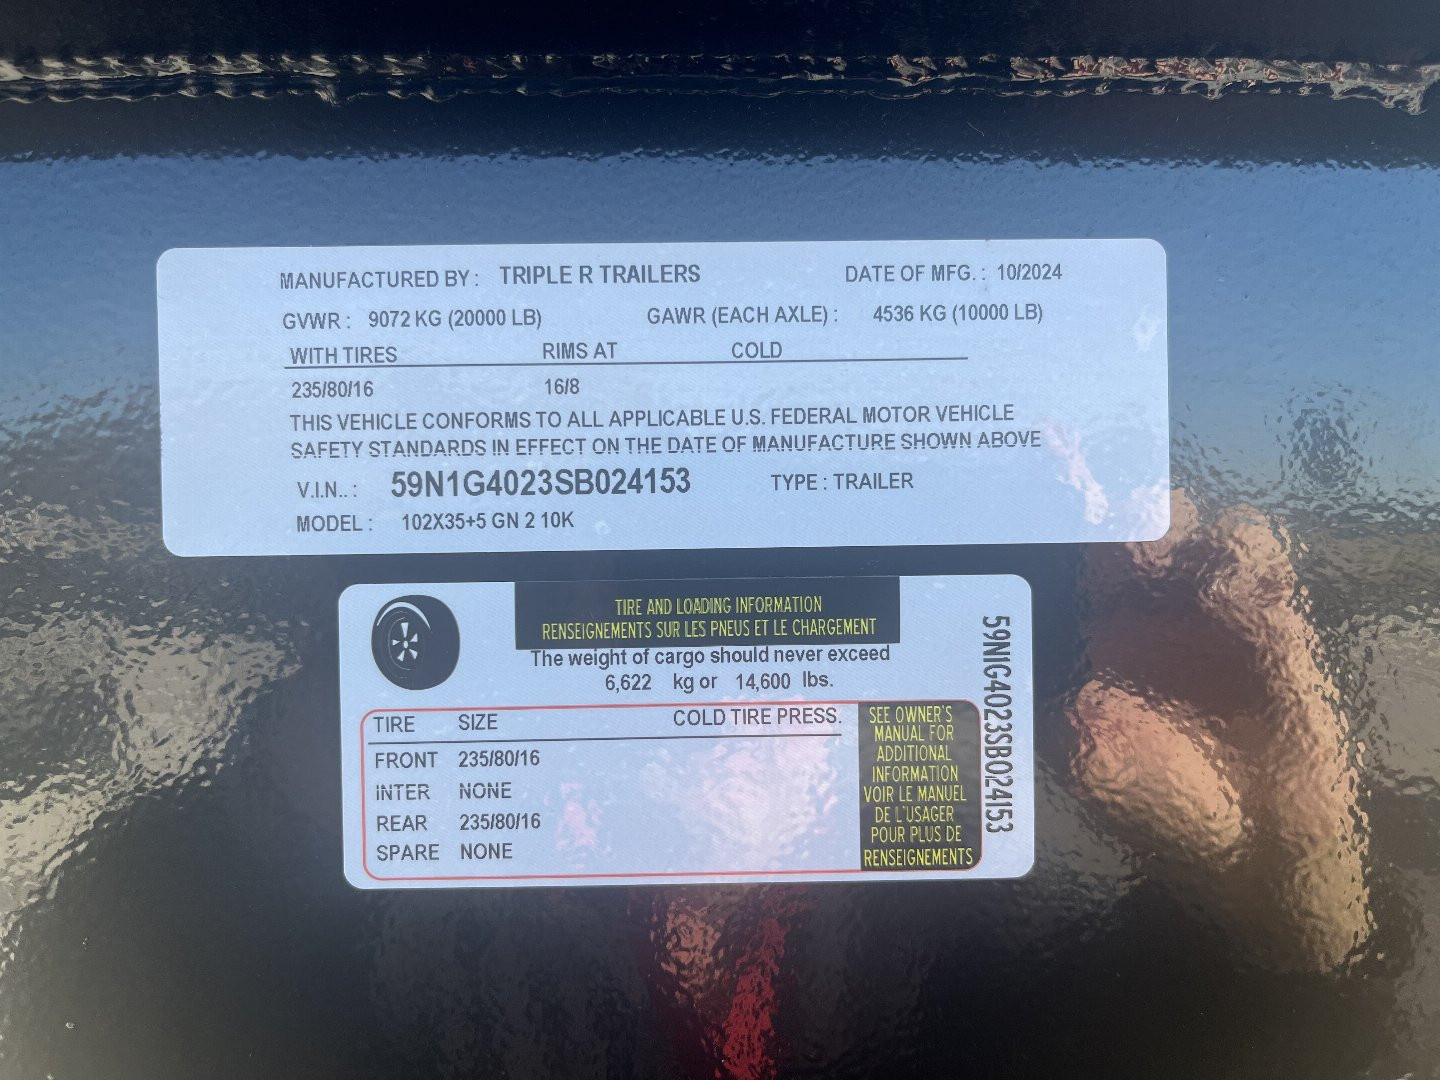 MANUFACTURED BY : TRIPLE R TRAILERS DATE OF MFG. : 10/2024
GVWR : 9072 KG (20000 LB) GAWR (EACH AXLE) : 4536 KG (10000 LB)
WITH TIRES RIMS AT COLD
235/80/16 16/8
THIS VEHICLE CONFORMS TO ALL APPLICABLE U.S. FEDERAL MOTOR VEHICLE
SAFETY STANDARDS IN EFFECT ON THE DATE OF MANUFACTURE SHOWN ABOVE
V.I.N.. : 59N1G4023SB024153 TYPE : TRAILER
MODEL : 102X35+5 GN 2 10K
TIRE AND LOADING INFORMATION
RENSEIGNEMENTS SUR LES PNEUS ET LE CHARGEMENT
The weight of cargo should never exceed
6,622 kg or 14,600 lbs.
TIRE SIZE COLD TIRE PRESS.
FRONT 235/80/16
INTER NONE
REAR 235/80/16
SPARE NONE
SEE OWNER'S
MANUAL FOR
ADDITIONAL
INFORMATION
VOIR LE MANUEL
DE L'USAGER
POUR PLUS DE
RENSEIGNEMENTS
59N1G4023SB024153